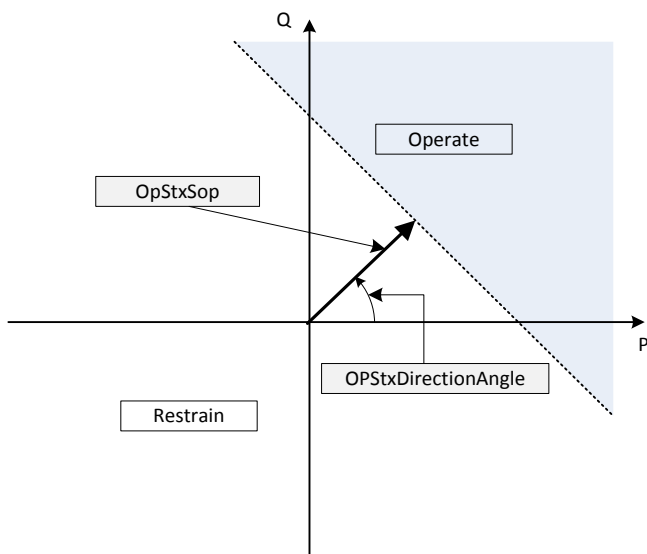 Q
Operate
OpStxSop
P
OPStxDirectionAngle
Restrain